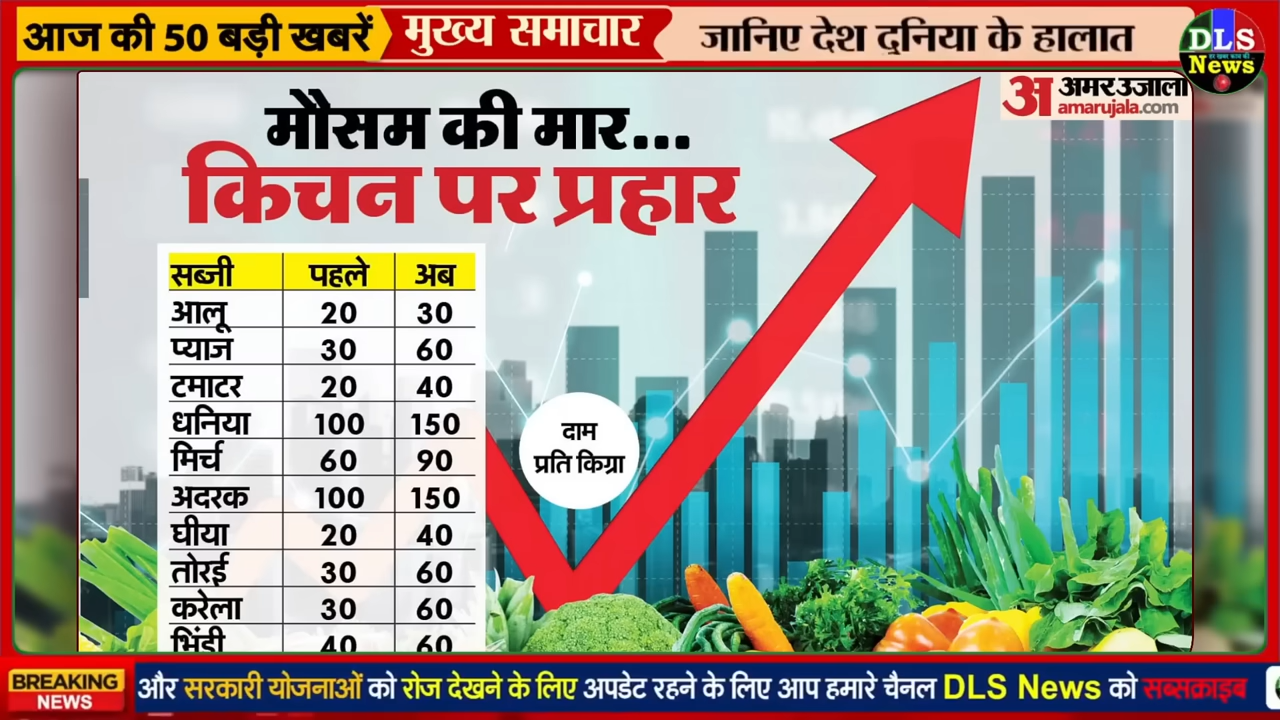 आज की 50 बड़ी खबरें
मुख्य समाचार
जानिए देश दुनिया के हालात
DLS
News
अ अमर उजाला
amarujala.com
मौसम की मार...
किचन पर प्रहार
सब्जी पहले अब
आलू 20 30
प्याज 30 60
टमाटर 20 40
धनिया 100 150
मिर्च 60 90
अदरक 100 150
घीया 20 40
तोरई 30 60
करेला 30 60
भिंडी 40 60
दाम
प्रति किग्रा
BREAKING
NEWS
और सरकारी योजनाओं को रोज देखने के लिए अपडेट रहने के लिए आप हमारे चैनल DLS News को सब्सक्राइब